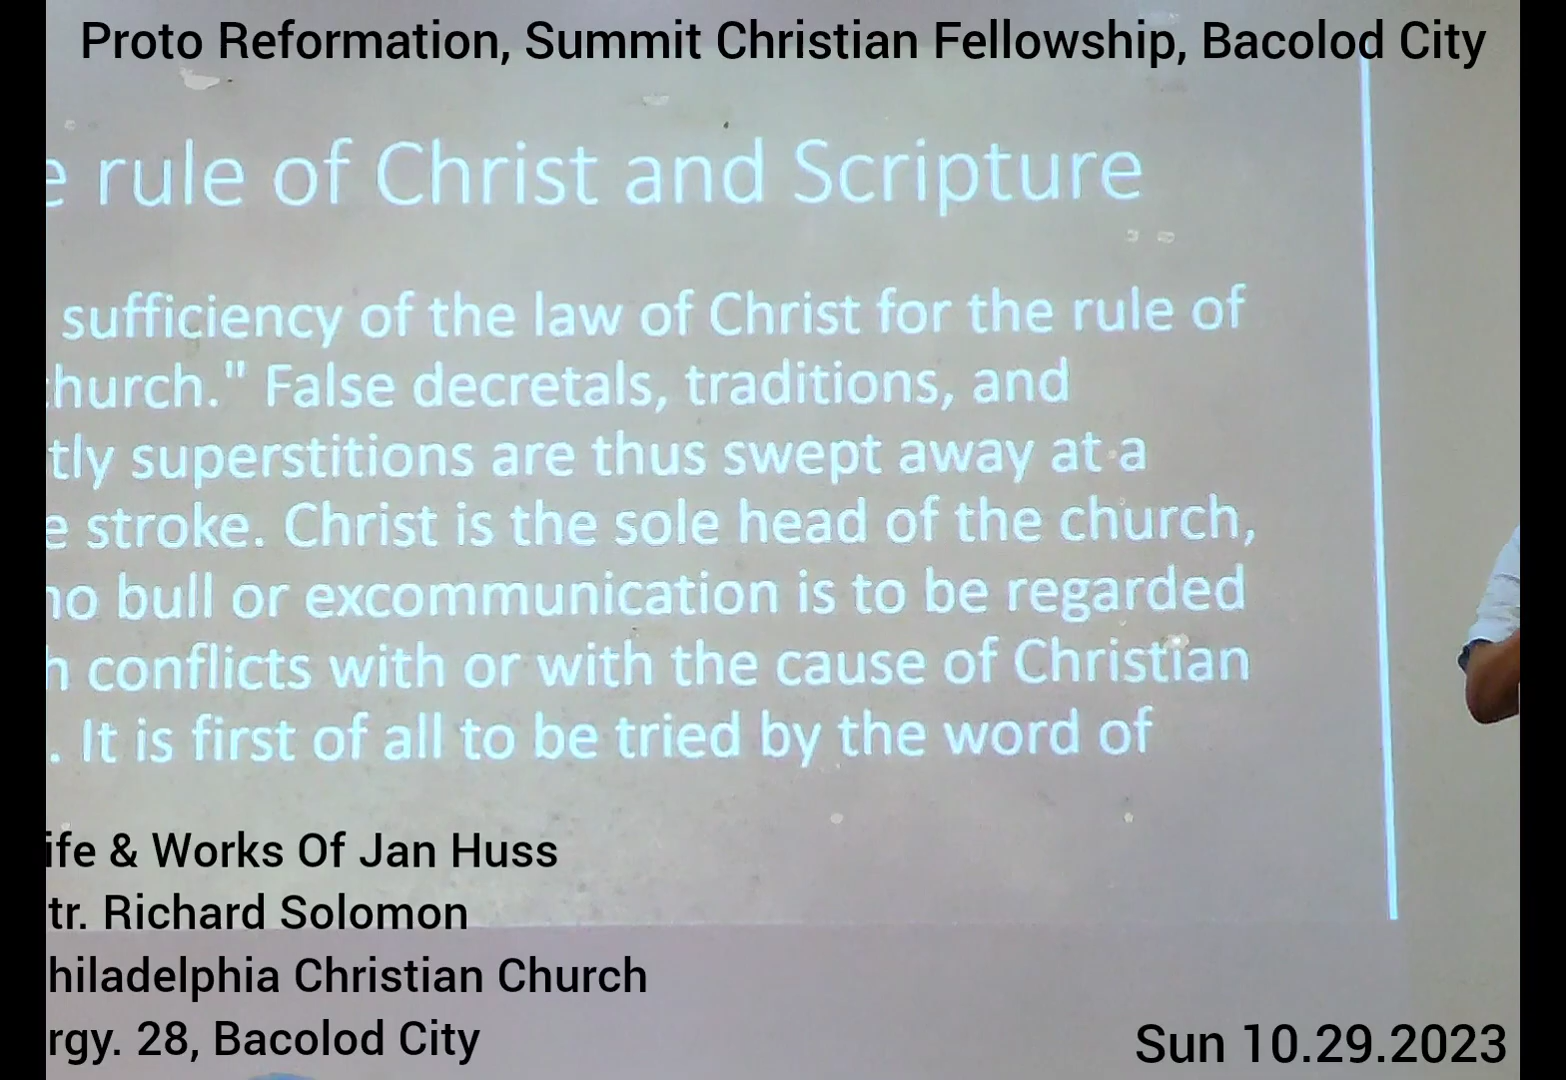 Proto Reformation, Summit Christian Fellowship, Bacolod City
rule of Christ and Scripture
sufficiency of the law of Christ for the rule of
hurch." False decretals, traditions, and
tly superstitions are thus swept away at a
e stroke. Christ is the sole head of the church,
no bull or excommunication is to be regarded
h conflicts with or with the cause of Christian
. It is first of all to be tried by the word of
ife & Works Of Jan Huss
tr. Richard Solomon
hiladelphia Christian Church
rgy. 28, Bacolod City
Sun 10.29.2023